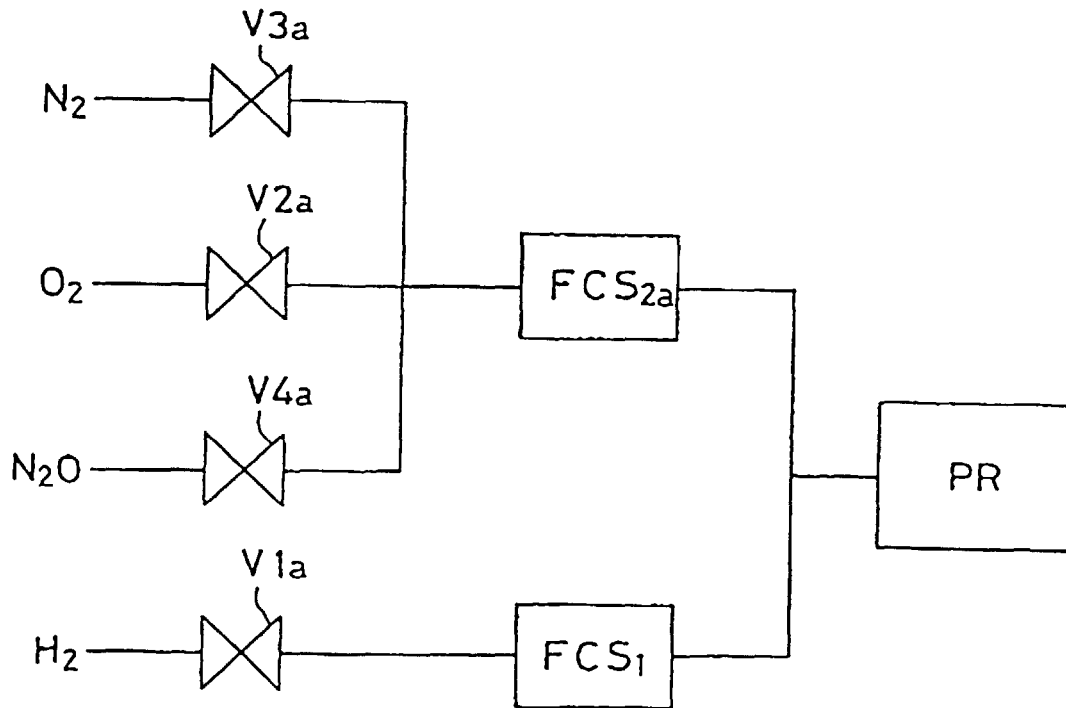 V3a
N₂
V2a
O₂
FCS₂ₐ
V4a
N₂O
PR
V1a
H₂
FCS₁